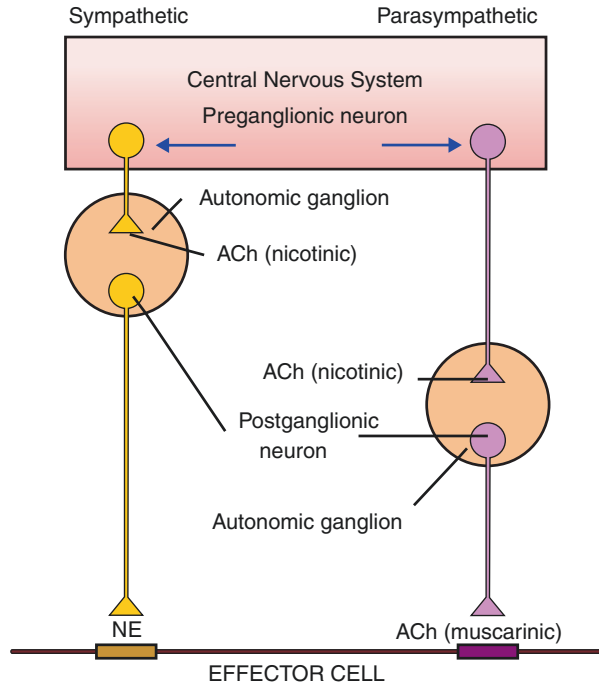 Sympathetic
Parasympathetic
Central Nervous System
Preganglionic neuron
Autonomic ganglion
ACh (nicotinic)
ACh (nicotinic)
Postganglionic
neuron
Autonomic ganglion
NE
ACh (muscarinic)
EFFECTOR CELL